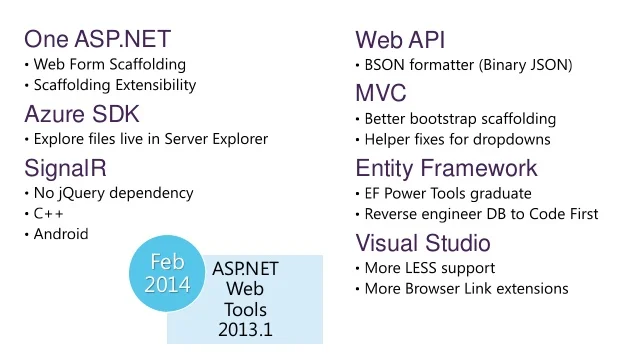 One ASP.NET
• Web Form Scaffolding
• Scaffolding Extensibility
Azure SDK
• Explore files live in Server Explorer
SignalR
• No jQuery dependency
• C++
• Android
Feb
2014
ASP.NET
Web
Tools
2013.1
Web API
• BSON formatter (Binary JSON)
MVC
• Better bootstrap scaffolding
• Helper fixes for dropdowns
Entity Framework
• EF Power Tools graduate
• Reverse engineer DB to Code First
Visual Studio
• More LESS support
• More Browser Link extensions